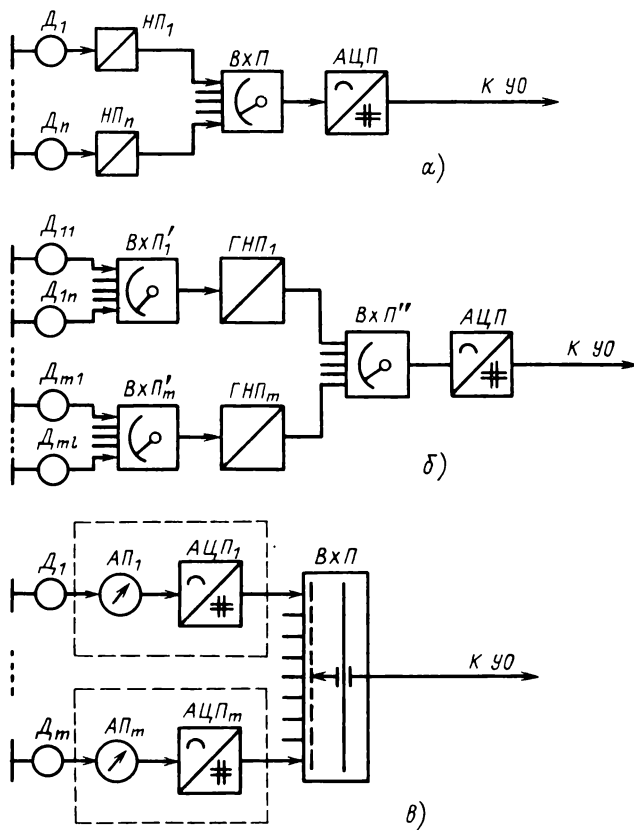 Д1
НП1
ВхП
АЦП
К УО
Дn
НПn
а)
Д11
ВхП'1
ГНП1
Д1n
ВхП"
АЦП
К УО
Дm1
ВхП'm
ГНПm
Дml
б)
Д1
АП1
АЦП1
ВхП
К УО
Дm
АПm
АЦПm
в)